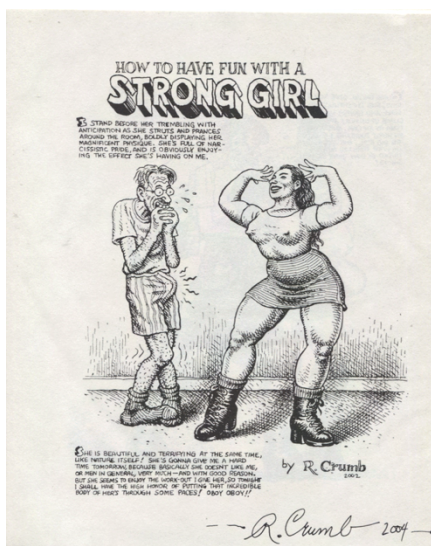 HOW TO HAVE FUN WITH A
STRONG GIRL
I STAND BEFORE HER TREMBLING WITH
ANTICIPATION AS SHE STRUTS AND PRANCES
AROUND THE ROOM, BOLDLY DISPLAYING HER
MAGNIFICENT PHYSIQUE. SHE'S FULL OF NAR-
CISSISTIC PRIDE, AND IS OBVIOUSLY ENJOY-
ING THE EFFECT SHE'S HAVING ON ME.
SHE IS BEAUTIFUL AND TERRIFYING AT THE SAME TIME,
LIKE NATURE ITSELF! SHE'S GONNA GIVE ME A HARD
TIME TOMORROW, BECAUSE BASICALLY SHE DOESN'T LIKE ME,
OR MEN IN GENERAL, VERY MUCH—AND WITH GOOD REASON,
BUT SHE SEEMS TO ENJOY THE WORK-OUT I GIVE HER, SO TONIGHT
I SHALL HAVE THE HIGH HONOR OF PUTTING THAT INCREDIBLE
BODY OF HER'S THROUGH SOME PACES! OBOY OBOY!!
by R. Crumb
2002
R. Crumb 2004